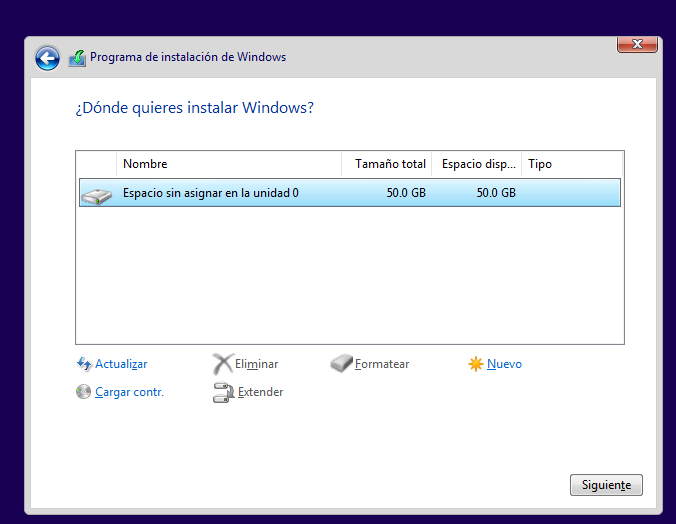 Programa de instalación de Windows
¿Dónde quieres instalar Windows?
Nombre Tamaño total Espacio disp... Tipo
Espacio sin asignar en la unidad 0 50.0 GB 50.0 GB
Actualizar Eliminar Formatear Nuevo
Cargar contr. Extender
Siguiente